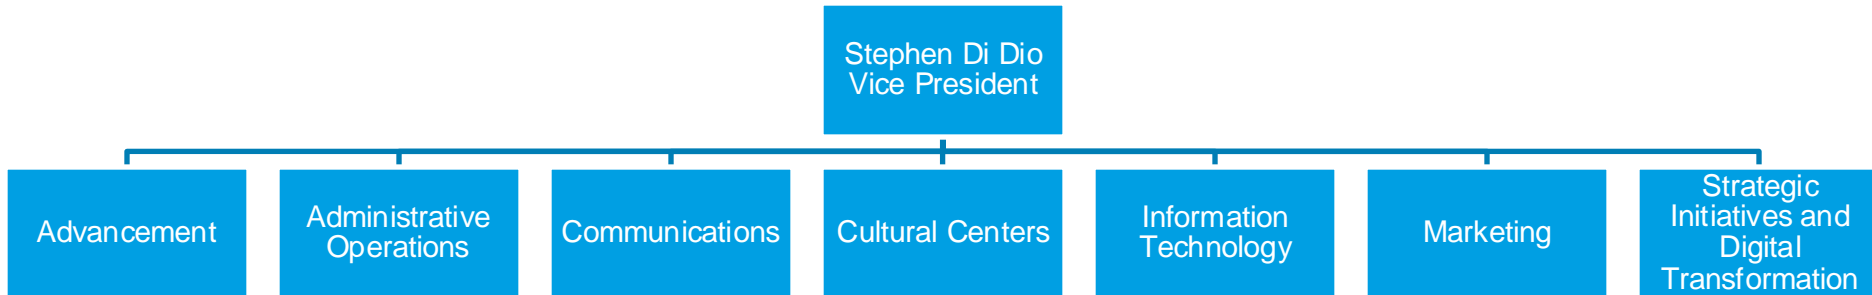 Stephen Di Dio
Vice President
Advancement
Administrative
Operations
Communications
Cultural Centers
Information
Technology
Marketing
Strategic
Initiatives and
Digital
Transformation